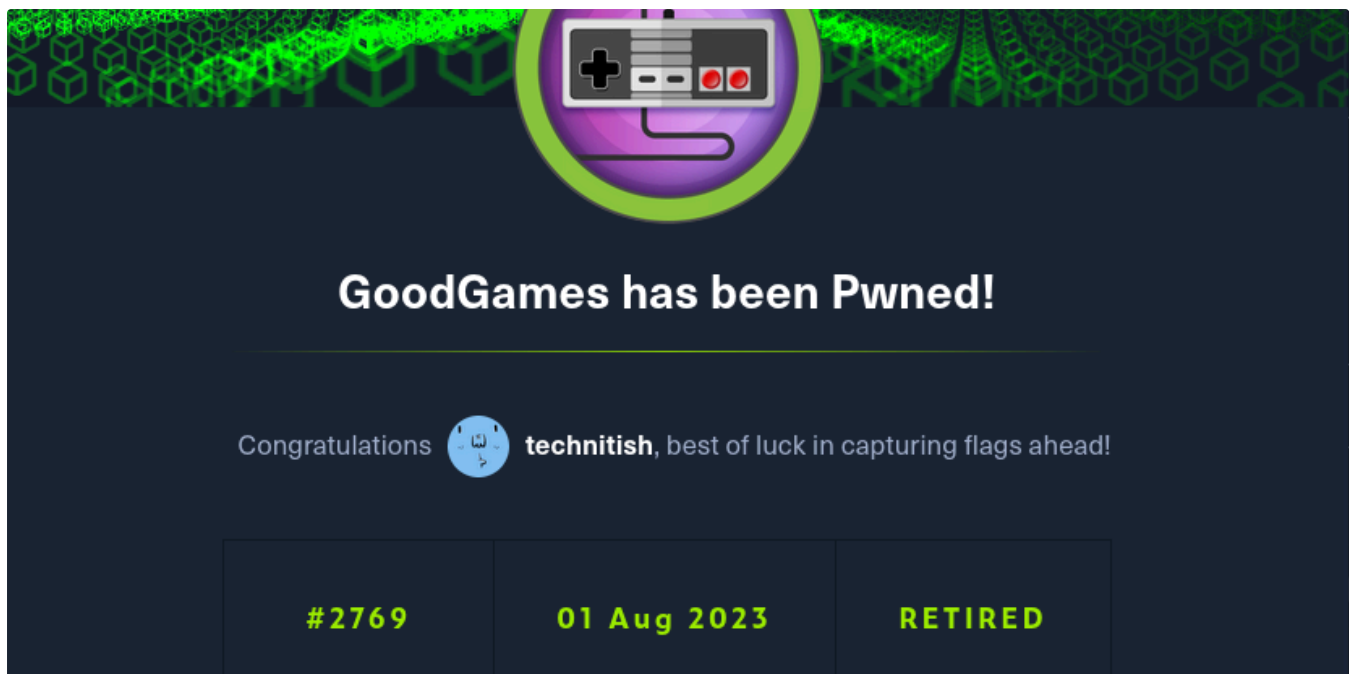 GoodGames has been Pwned!
Congratulations technitish, best of luck in capturing flags ahead!
#2769 01 Aug 2023 RETIRED